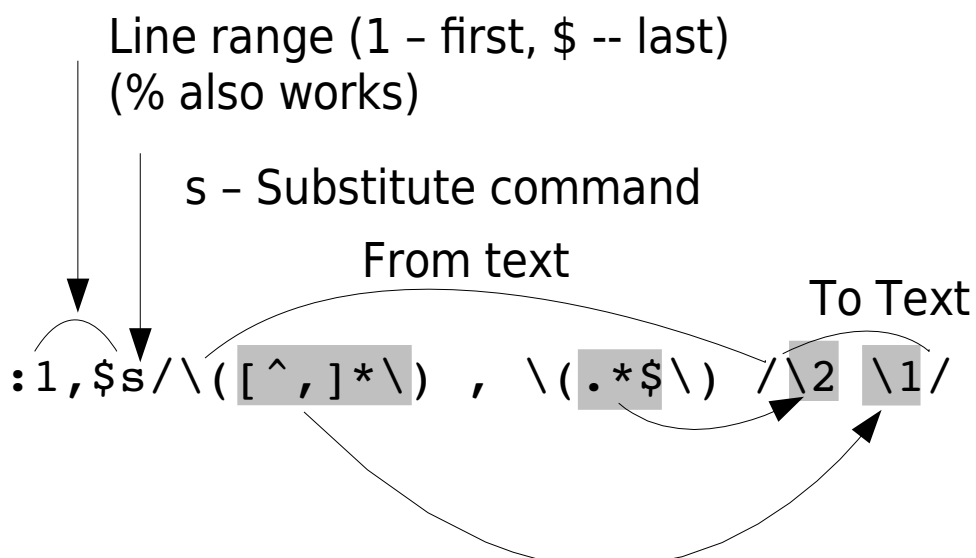 Line range (1 – first, $ -- last)
(% also works)
s – Substitute command
From text
To Text
:1,$s/\([^,]*\) , \(.*$\) /\2 \1/